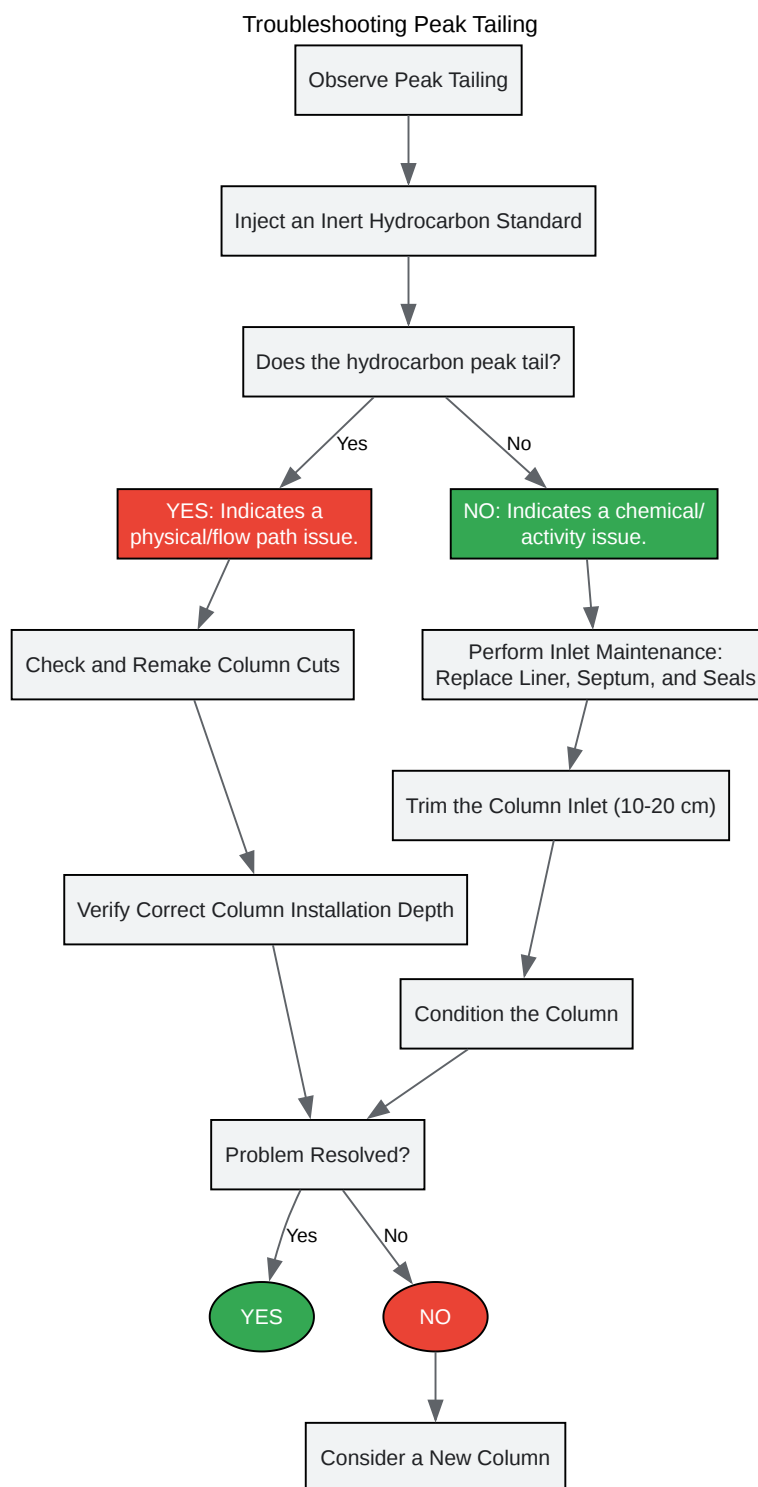 Troubleshooting Peak Tailing
Observe Peak Tailing
Inject an Inert Hydrocarbon Standard
Does the hydrocarbon peak tail?
Yes
No
YES: Indicates a
physical/flow path issue.
NO: Indicates a chemical/
activity issue.
Check and Remake Column Cuts
Perform Inlet Maintenance:
Replace Liner, Septum, and Seals
Trim the Column Inlet (10-20 cm)
Verify Correct Column Installation Depth
Condition the Column
Problem Resolved?
Yes
No
YES
NO
Consider a New Column